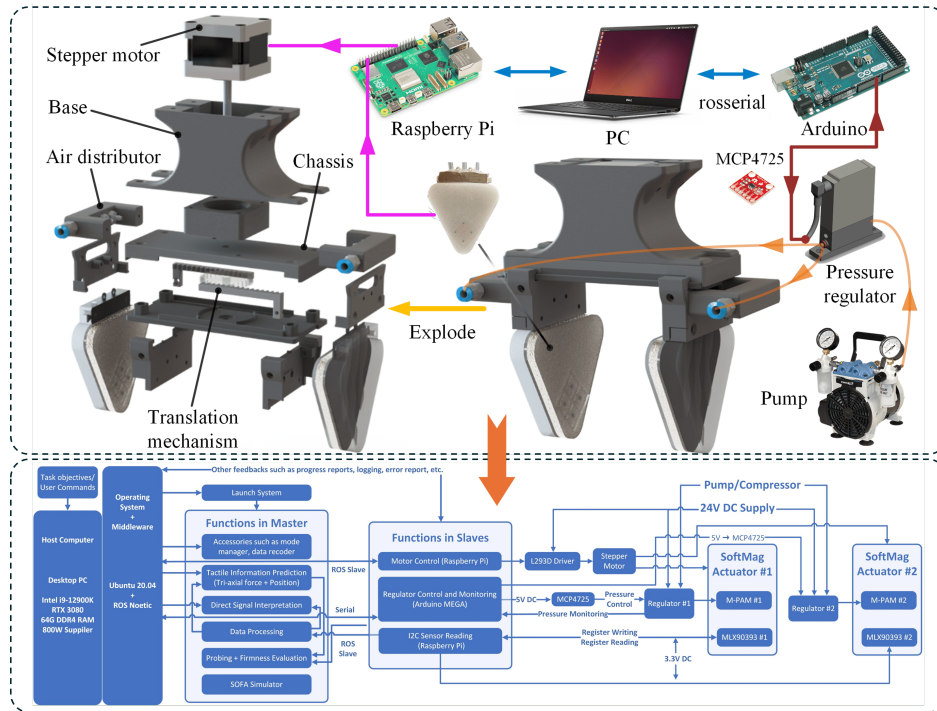 Stepper motor
Base
Air distributor
Chassis
Raspberry Pi
PC
rosserial
Arduino
MCP4725
Pressure
regulator
Explode
Pump
Translation
mechanism
Task objectives/
User Commands
Host Computer
Desktop PC
Intel i9-12900K
RTX 3080
64G DDR4 RAM
800W Suppiler
Operating
System
+
Middleware
Ubuntu 20.04
+
ROS Noetic
Other feedbacks such as progress reports, logging, error report, etc.
Launch System
Functions in Master
Accessories such as mode
manager, data recoder
Tactile Information Prediction
(Tri-axial force + Position)
Direct Signal Interpretation
Data Processing
Probing + Firmness Evaluation
SOFA Simulator
ROS Slave
Serial
ROS
Slave
Functions in Slaves
Motor Control (Raspberry Pi)
Regulator Control and Monitoring
(Arduino MEGA)
I2C Sensor Reading
(Raspberry Pi)
Pump/Compressor
24V DC Supply
5V → MCP4725
L293D Driver
Stepper
Motor
5V DC
MCP4725
Pressure
Control
Pressure Monitoring
Regulator #1
Register Writing
Register Reading
3.3V DC
SoftMag
Actuator #1
M-PAM #1
MLX90393 #1
Regulator #2
SoftMag
Actuator #2
M-PAM #2
MLX90393 #2